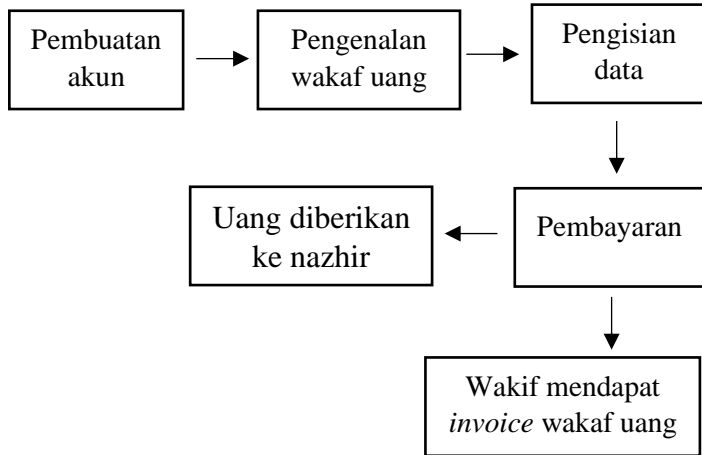 Pembuatan
akun
Pengenalan
wakaf uang
Pengisian
data
Uang diberikan
ke nazhir
Pembayaran
Wakif mendapat
invoice wakaf uang